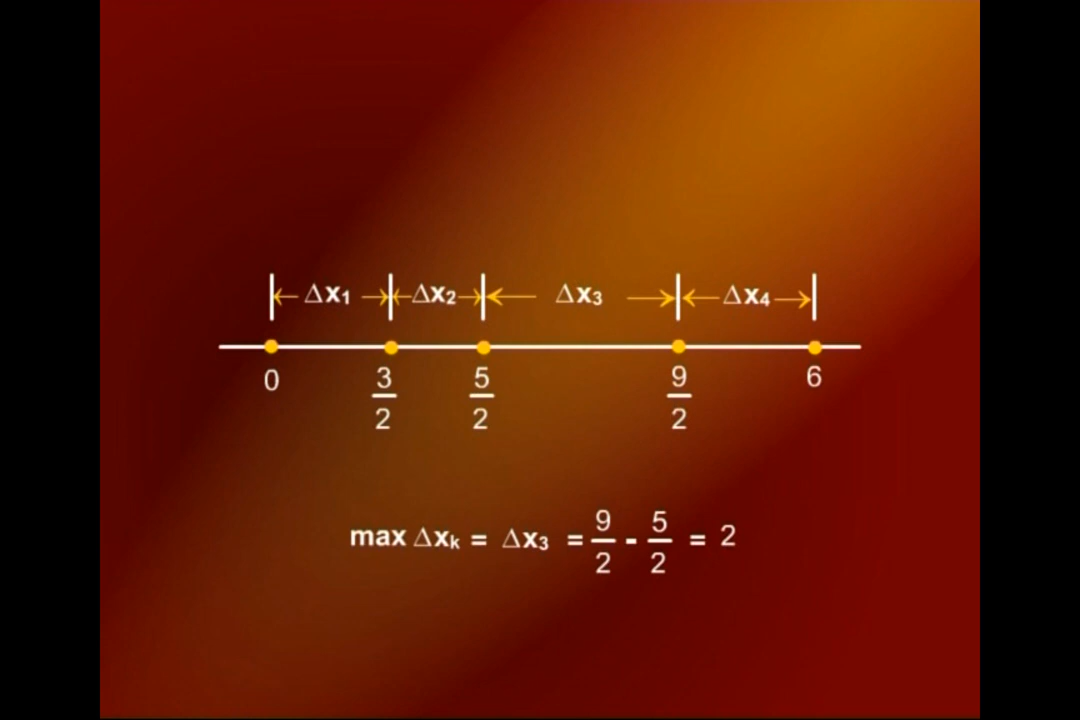 Δx₁ Δx₂ Δx₃ Δx₄
0 3/2 5/2 9/2 6
max Δxₖ = Δx₃ = 9/2 - 5/2 = 2